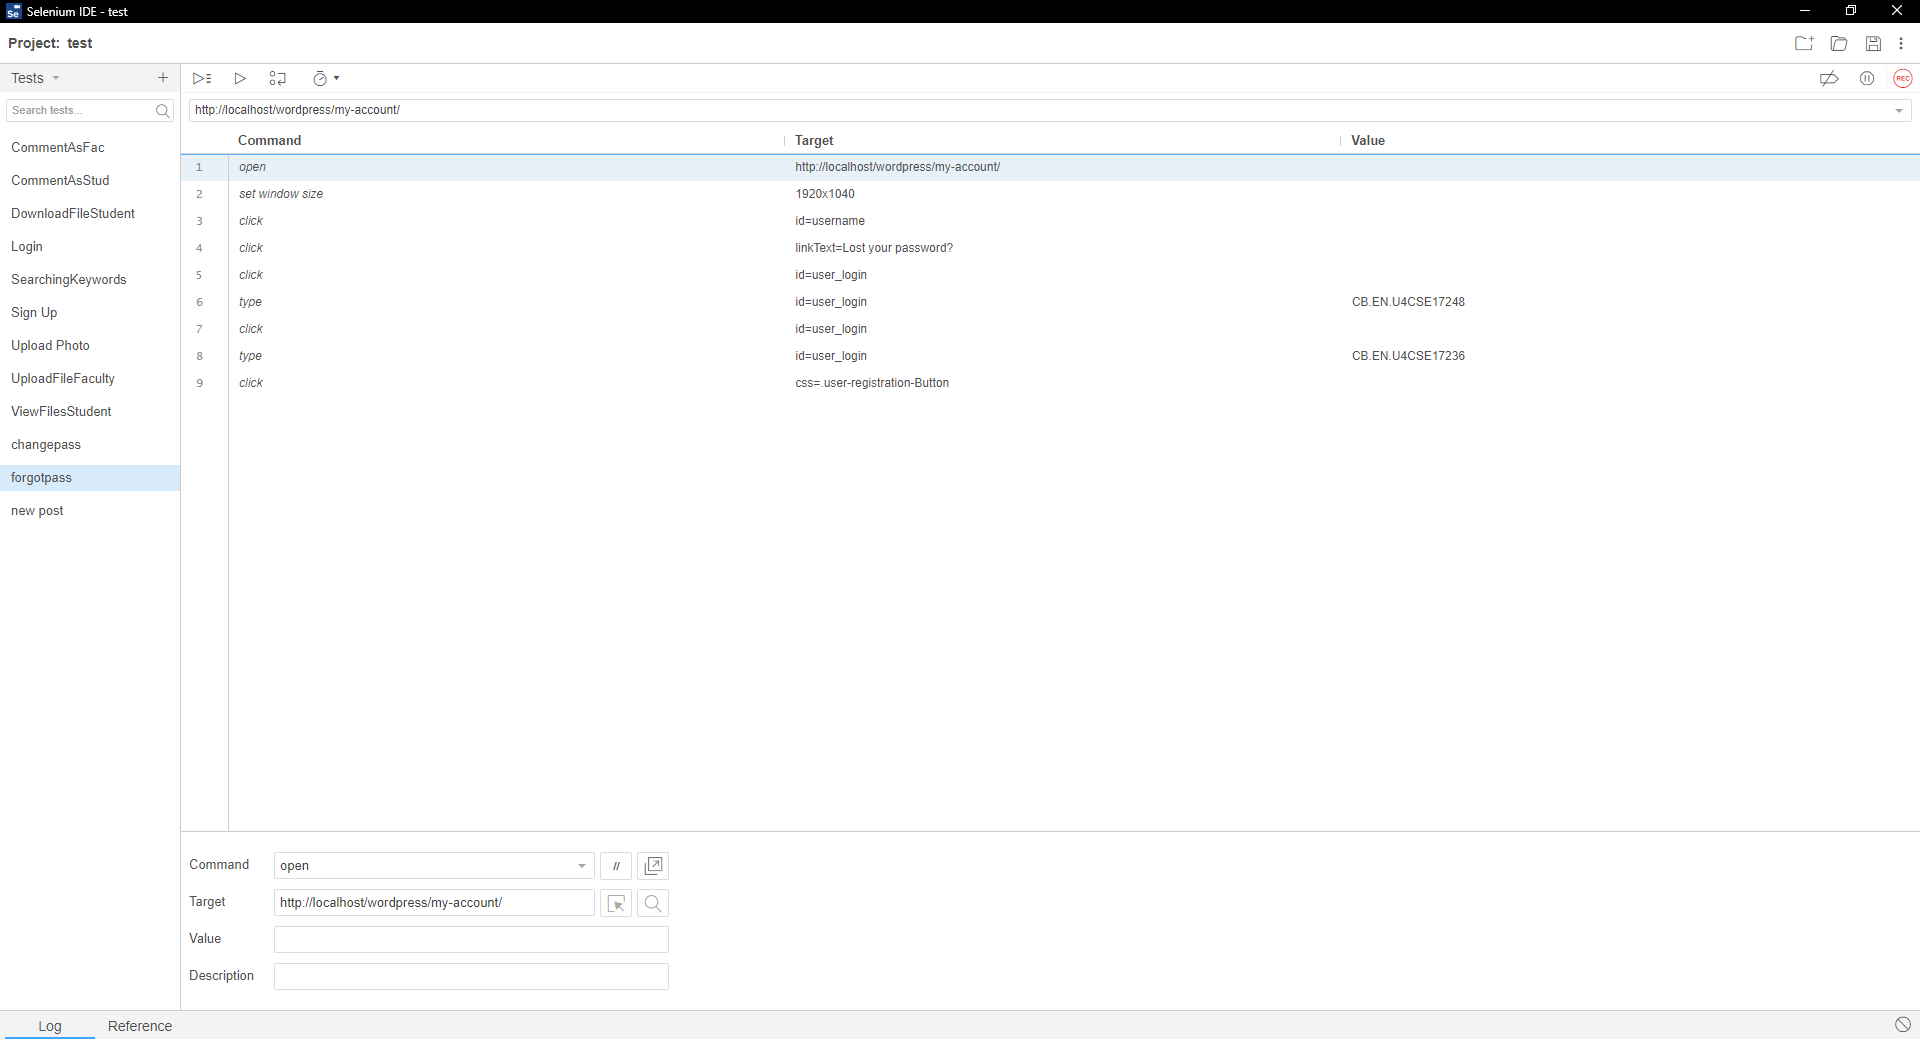 Selenium IDE - test
Project: test
Tests
Search tests...
CommentAsFac
CommentAsStud
DownloadFileStudent
Login
SearchingKeywords
Sign Up
Upload Photo
UploadFileFaculty
ViewFilesStudent
changepass
forgotpass
new post
REC
http://localhost/wordpress/my-account/
Command Target Value
1 open http://localhost/wordpress/my-account/
2 set window size 1920x1040
3 click id=username
4 click linkText=Lost your password?
5 click id=user_login
6 type id=user_login CB.EN.U4CSE17248
7 click id=user_login
8 type id=user_login CB.EN.U4CSE17236
9 click css=.user-registration-Button
Command open //
Target http://localhost/wordpress/my-account/
Value
Description
Log Reference